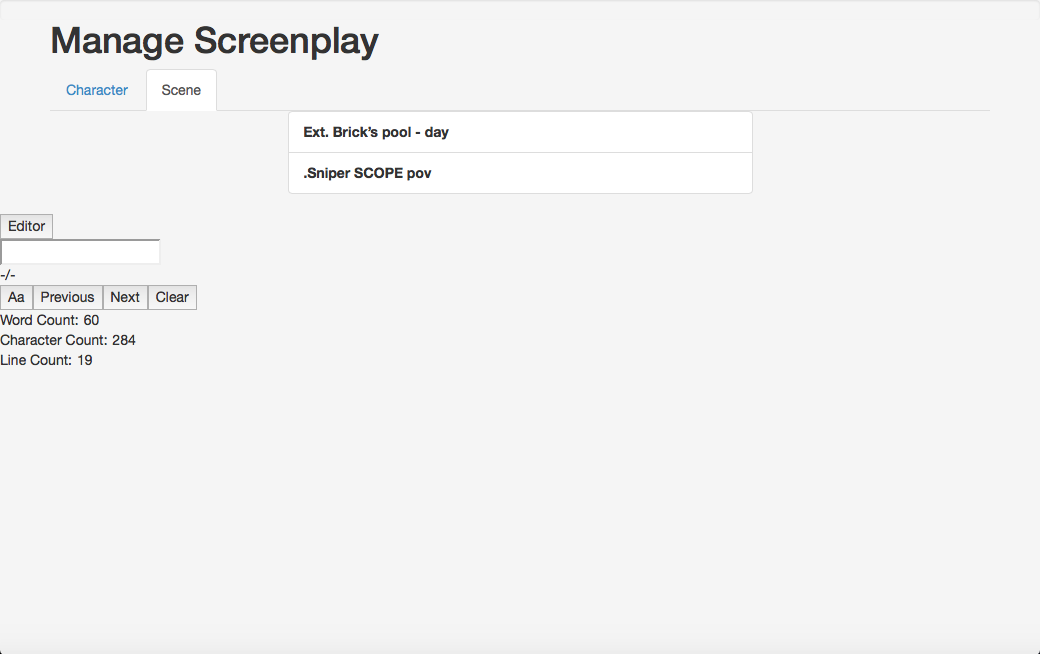 Manage Screenplay
Character Scene
Ext. Brick’s pool - day
.Sniper SCOPE pov
Editor
-/-
Aa Previous Next Clear
Word Count: 60
Character Count: 284
Line Count: 19